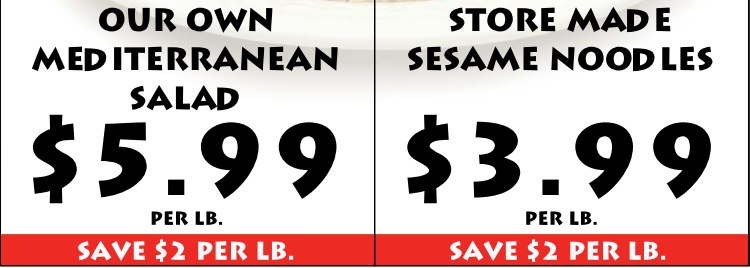 OUR OWN
MEDITERRANEAN
SALAD
$5.99
PER LB.
SAVE $2 PER LB.
STORE MADE
SESAME NOODLES
$3.99
PER LB.
SAVE $2 PER LB.